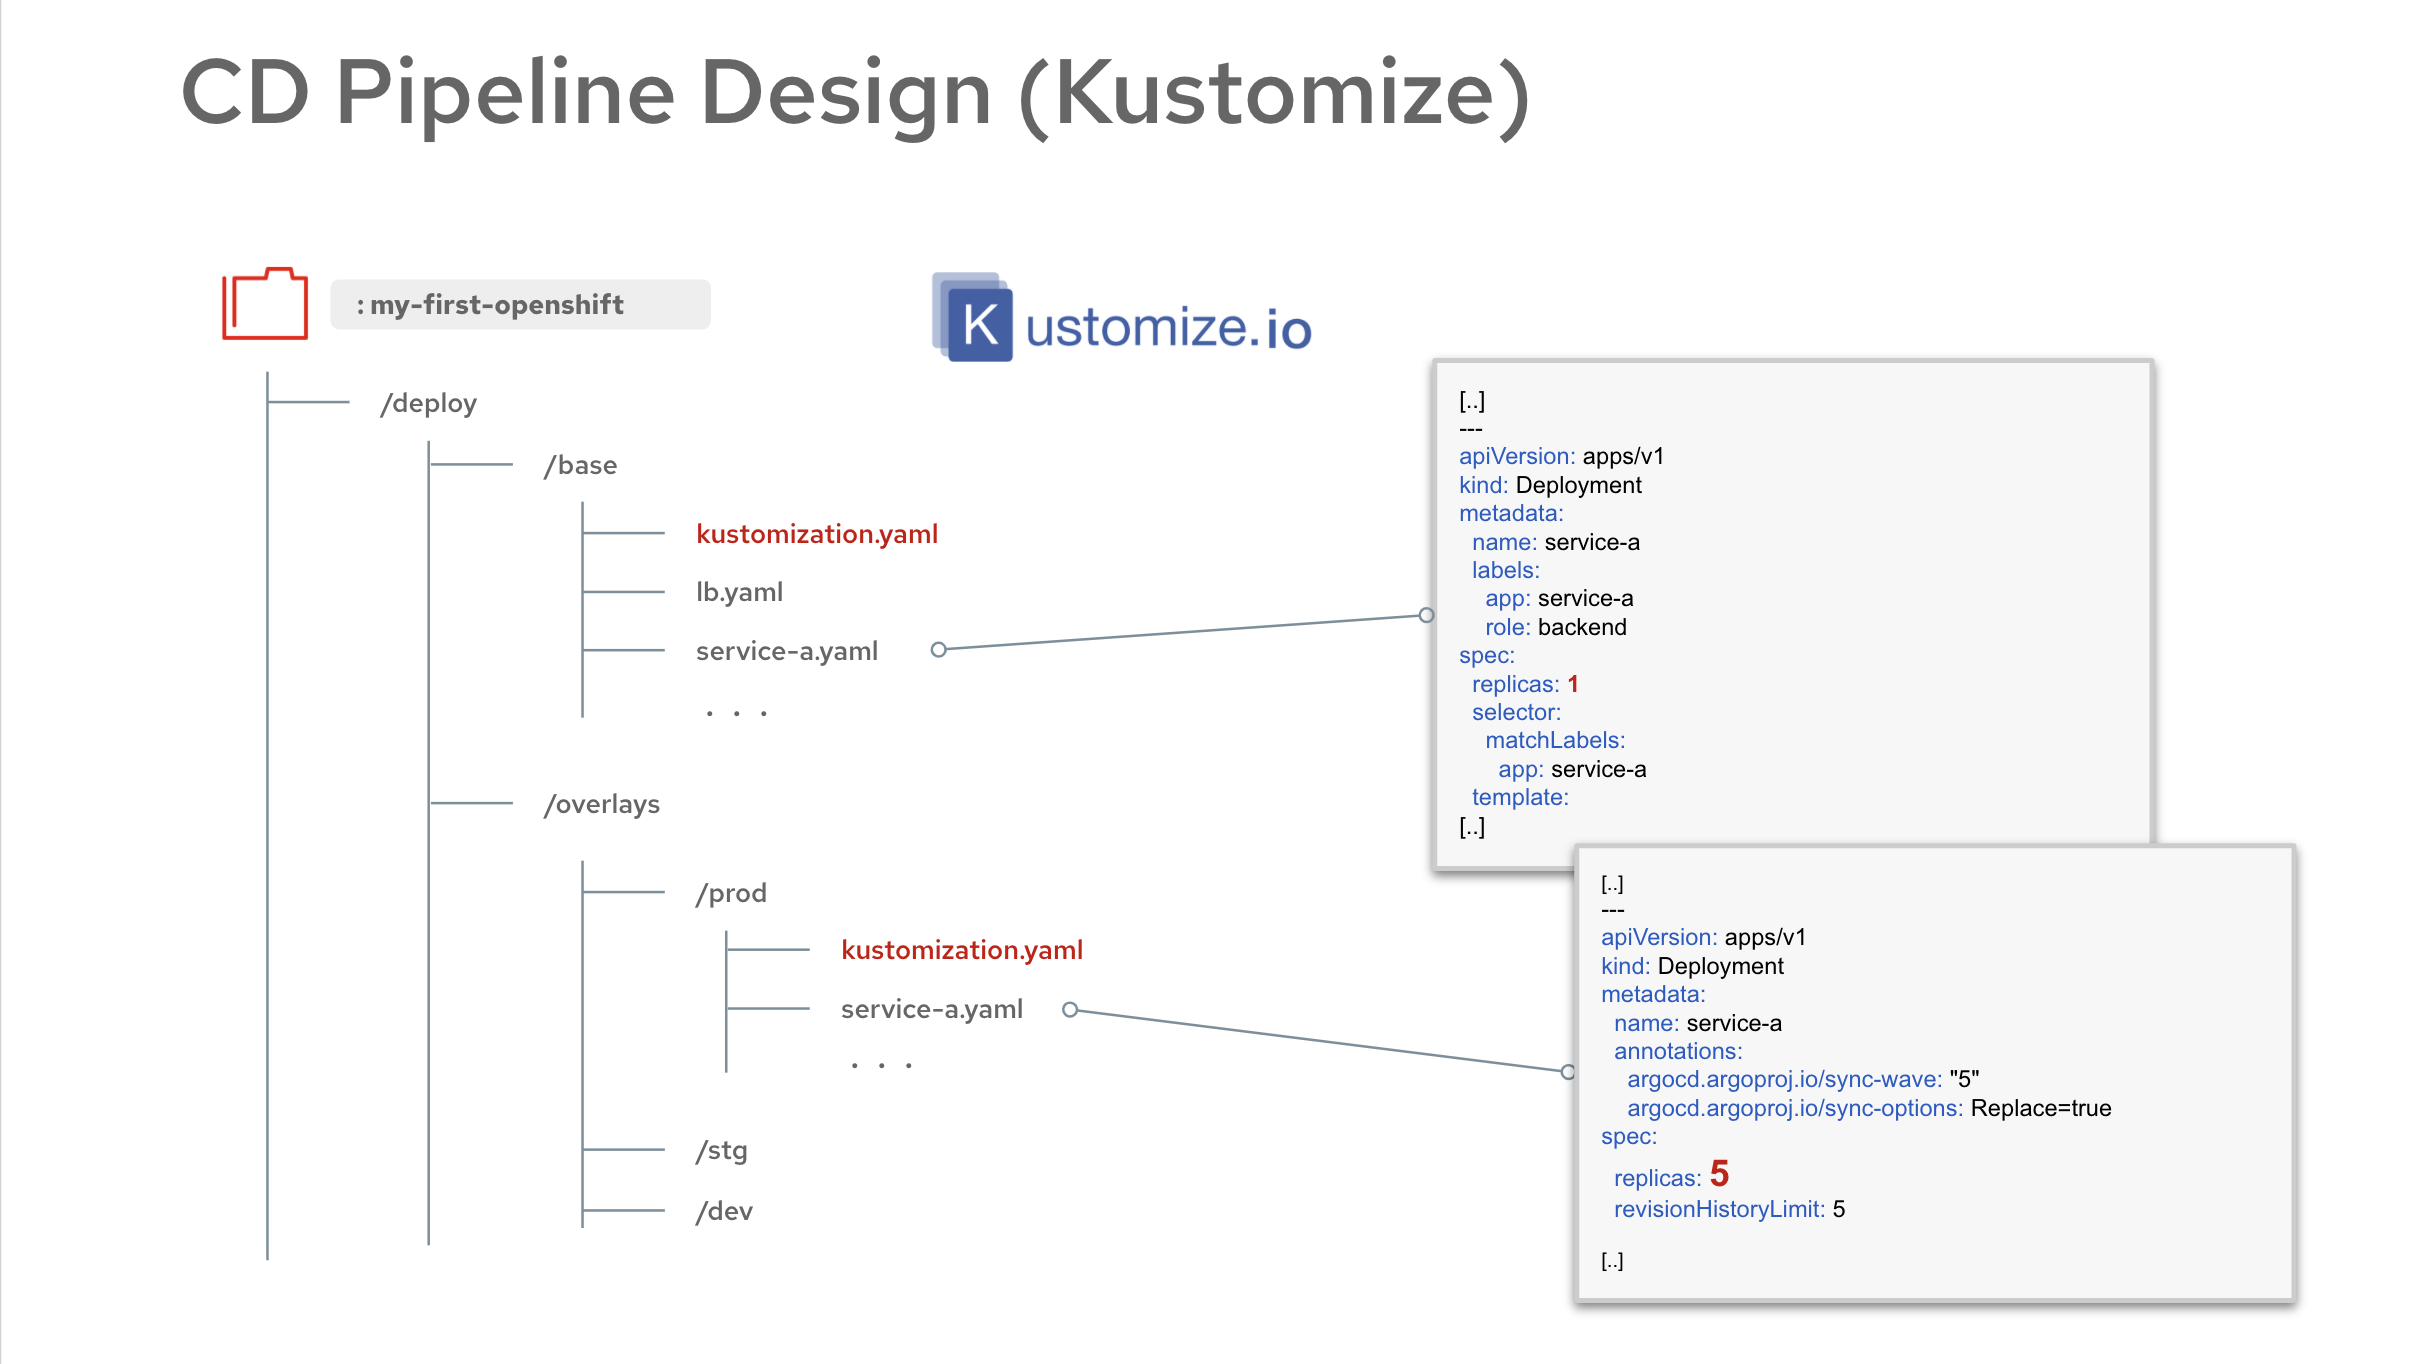 CD Pipeline Design (Kustomize)
: my-first-openshift
Kustomize.io
/deploy
/base
kustomization.yaml
lb.yaml
service-a.yaml
. . .
/overlays
/prod
kustomization.yaml
service-a.yaml
. . .
/stg
/dev
[..]
---
apiVersion: apps/v1
kind: Deployment
metadata:
  name: service-a
  labels:
    app: service-a
    role: backend
spec:
  replicas: 1
  selector:
    matchLabels:
      app: service-a
  template:
[..]
[..]
---
apiVersion: apps/v1
kind: Deployment
metadata:
  name: service-a
  annotations:
    argocd.argoproj.io/sync-wave: "5"
    argocd.argoproj.io/sync-options: Replace=true
spec:
  replicas: 5
  revisionHistoryLimit: 5
[..]